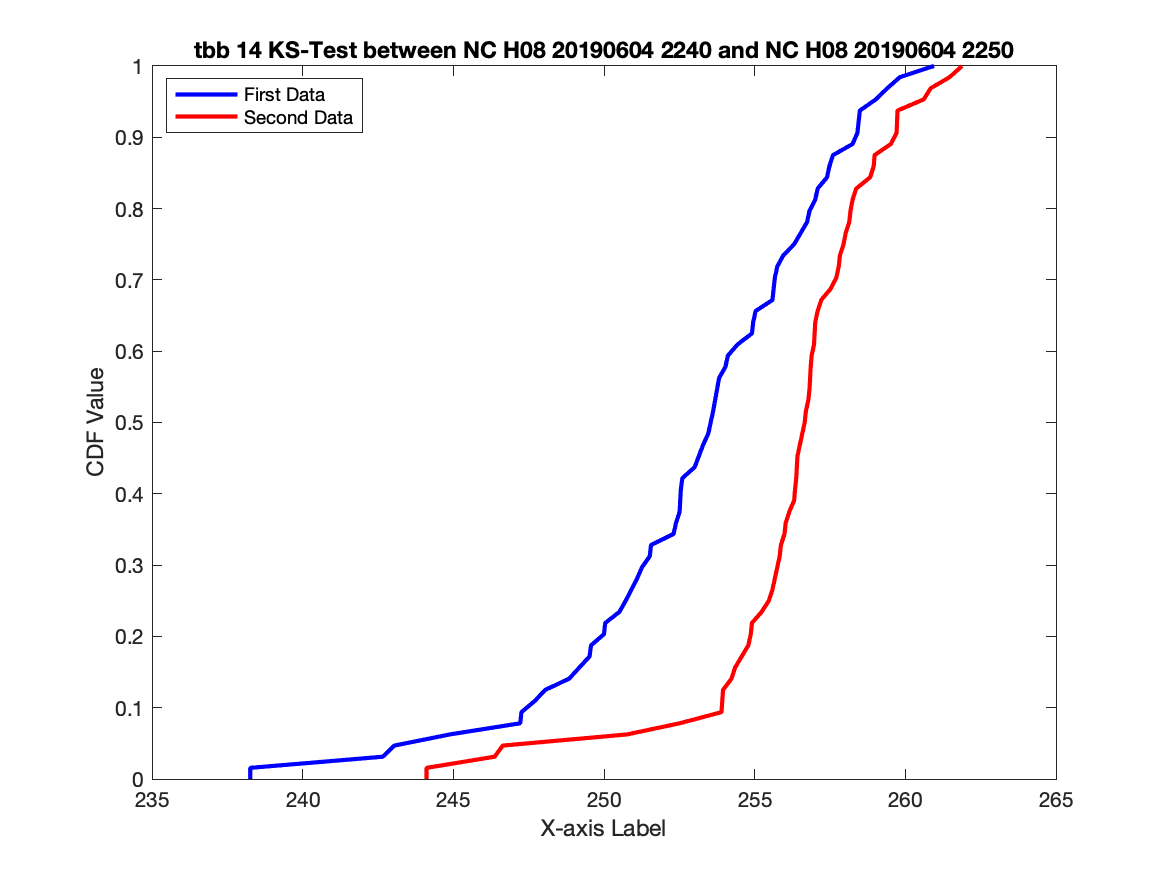 tbb 14 KS-Test between NC H08 20190604 2240 and NC H08 20190604 2250
First Data
Second Data
1
0.9
0.8
0.7
0.6
0.5
0.4
0.3
0.2
0.1
0
CDF Value
235 240 245 250 255 260 265
X-axis Label